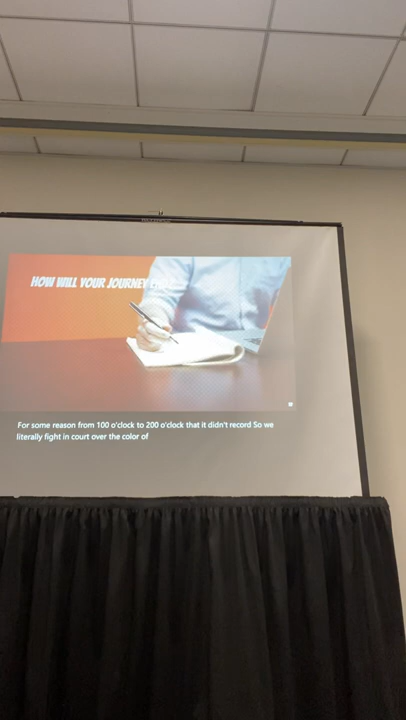 HOW WILL YOUR JOURNEY END?
For some reason from 100 o'clock to 200 o'clock that it didn't record So we
literally fight in court over the color of